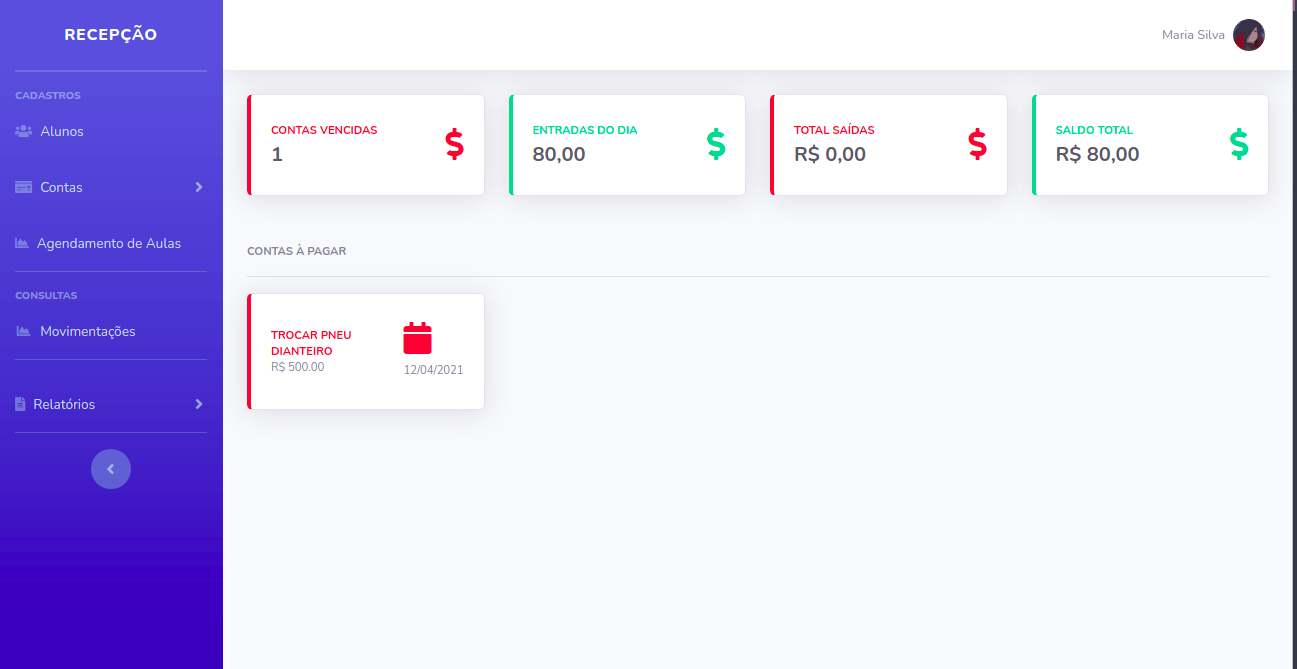 RECEPÇÃO
Maria Silva
CADASTROS
Alunos
Contas
Agendamento de Aulas
CONSULTAS
Movimentações
Relatórios
CONTAS VENCIDAS
1
ENTRADAS DO DIA
80,00
TOTAL SAÍDAS
R$ 0,00
SALDO TOTAL
R$ 80,00
CONTAS À PAGAR
TROCAR PNEU
DIANTEIRO
R$ 500.00
12/04/2021